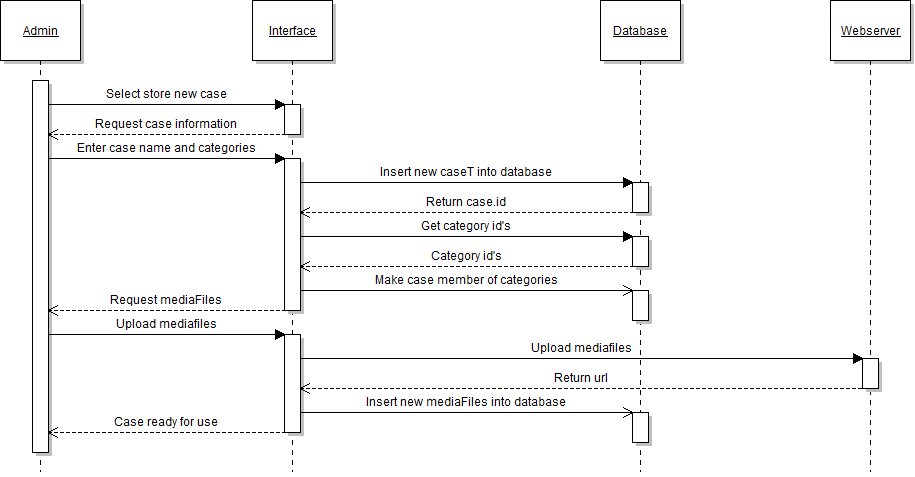 Admin
Interface
Database
Webserver
Select store new case
Request case information
Enter case name and categories
Insert new caseT into database
Return case.id
Get category id's
Category id's
Make case member of categories
Request mediaFiles
Upload mediafiles
Upload mediafiles
Return url
Insert new mediaFiles into database
Case ready for use